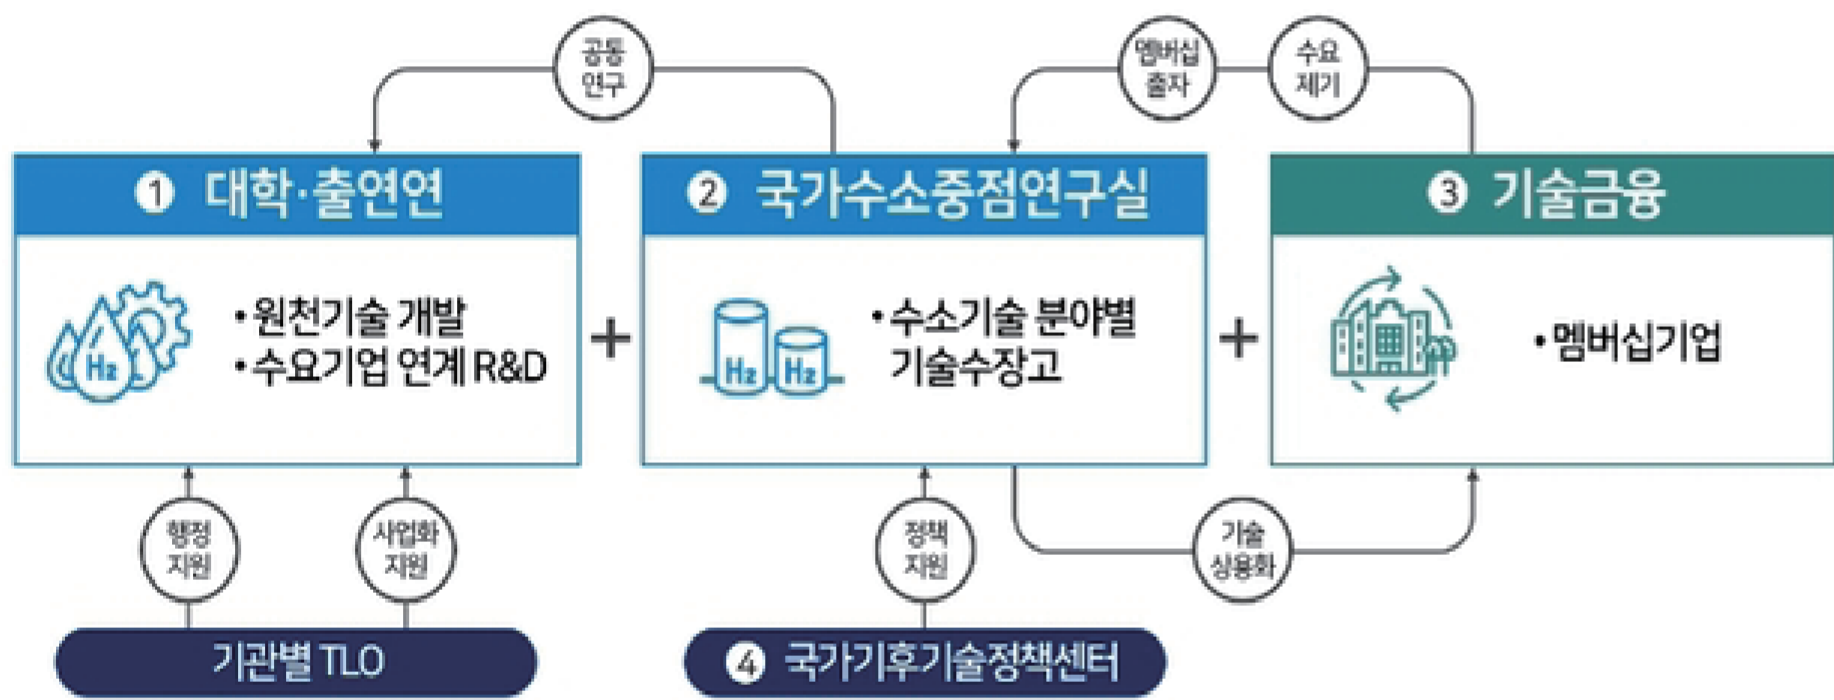 공동
연구
멤버십
출자
수요
제기
1 대학·출연연
2 국가수소중점연구실
3 기술금융
H₂
• 원천기술 개발
• 수요기업 연계 R&D
+
H₂ H₂
• 수소기술 분야별
기술수장고
+
• 멤버십기업
행정
지원
사업화
지원
정책
지원
기술
상용화
기관별 TLO
4 국가기후기술정책센터